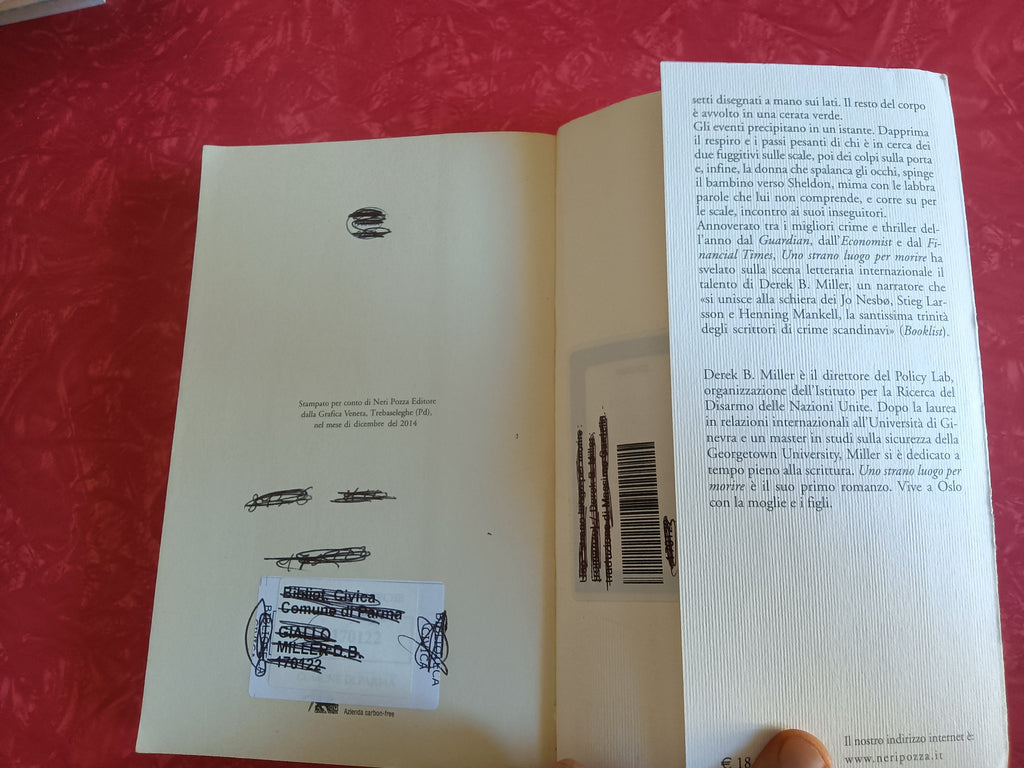 Stampato per conto di Neri Pozza Editore
dalla Grafica Veneta, Trebaseleghe (Pd),
nel mese di dicembre del 2014
Bibliot. Civica
Comune di Parma
GIALLO
MILLER D.B.
170122
Azienda carbon-free
setti disegnati a mano sui lati. Il resto del corpo
è avvolto in una cerata verde.
Gli eventi precipitano in un istante. Dapprima
il respiro e i passi pesanti di chi è in cerca dei
due fuggitivi sulle scale, poi dei colpi sulla porta
e, infine, la donna che spalanca gli occhi, spinge
il bambino verso Sheldon, mima con le labbra
parole che lui non comprende, e corre su per
le scale, incontro ai suoi inseguitori.
Annoverato tra i migliori crime e thriller del-
l'anno dal Guardian, dall'Economist e dal Fi-
nancial Times, Uno strano luogo per morire ha
svelato sulla scena letteraria internazionale il
talento di Derek B. Miller, un narratore che
«si unisce alla schiera dei Jo Nesbø, Stieg Lar-
sson e Henning Mankell, la santissima trinità
degli scrittori di crime scandinavi» (Booklist).
Derek B. Miller è il direttore del Policy Lab,
organizzazione dell'Istituto per la Ricerca del
Disarmo delle Nazioni Unite. Dopo la laurea
in relazioni internazionali all'Università di Gi-
nevra e un master in studi sulla sicurezza della
Georgetown University, Miller si è dedicato a
tempo pieno alla scrittura. Uno strano luogo per
morire è il suo primo romanzo. Vive a Oslo
con la moglie e i figli.
Il nostro indirizzo internet è:
www.neripozza.it
€ 18